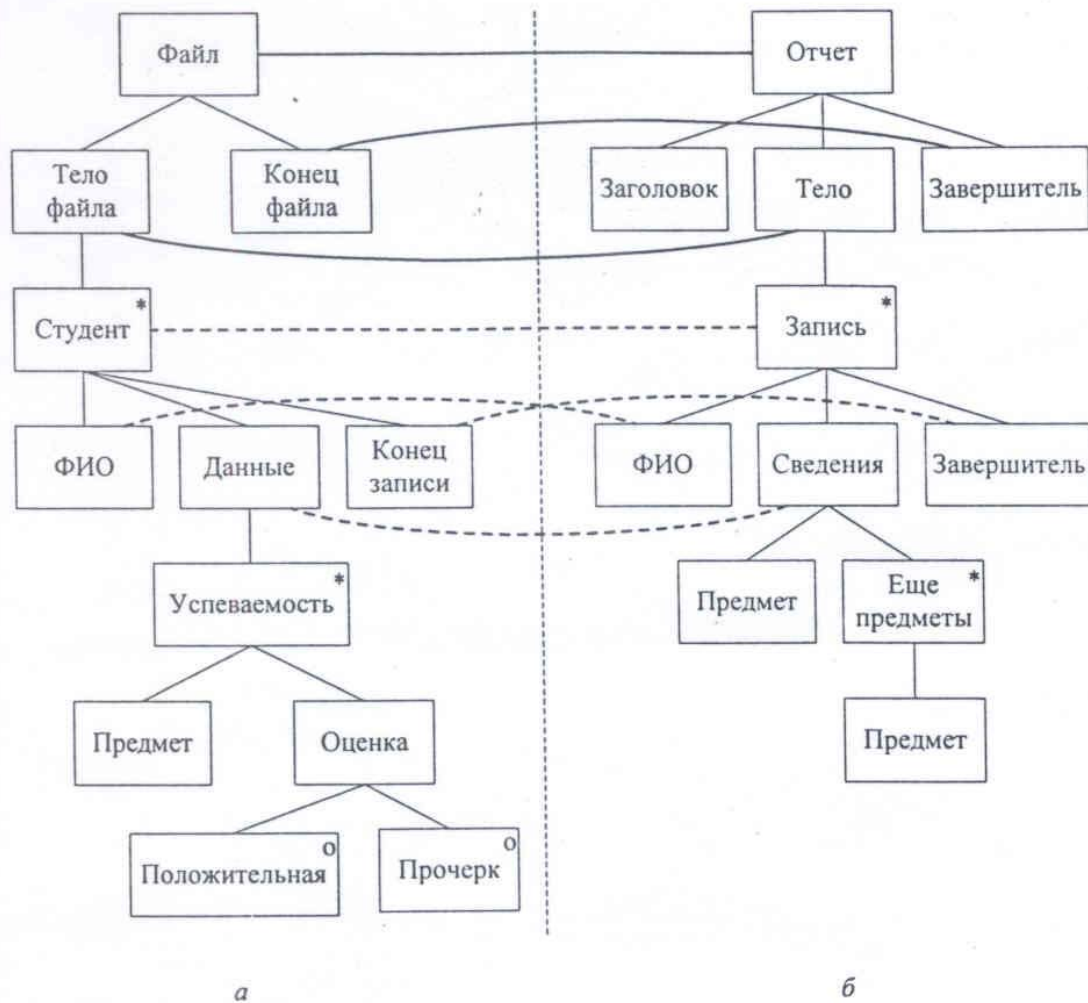 Файл
Отчет
Тело
файла
Конец
файла
Заголовок
Тело
Завершитель
Студент *
Запись *
ФИО
Данные
Конец
записи
ФИО
Сведения
Завершитель
Успеваемость *
Предмет
Еще *
предметы
Предмет
Оценка
Предмет
Положительная о
Прочерк о
а
б